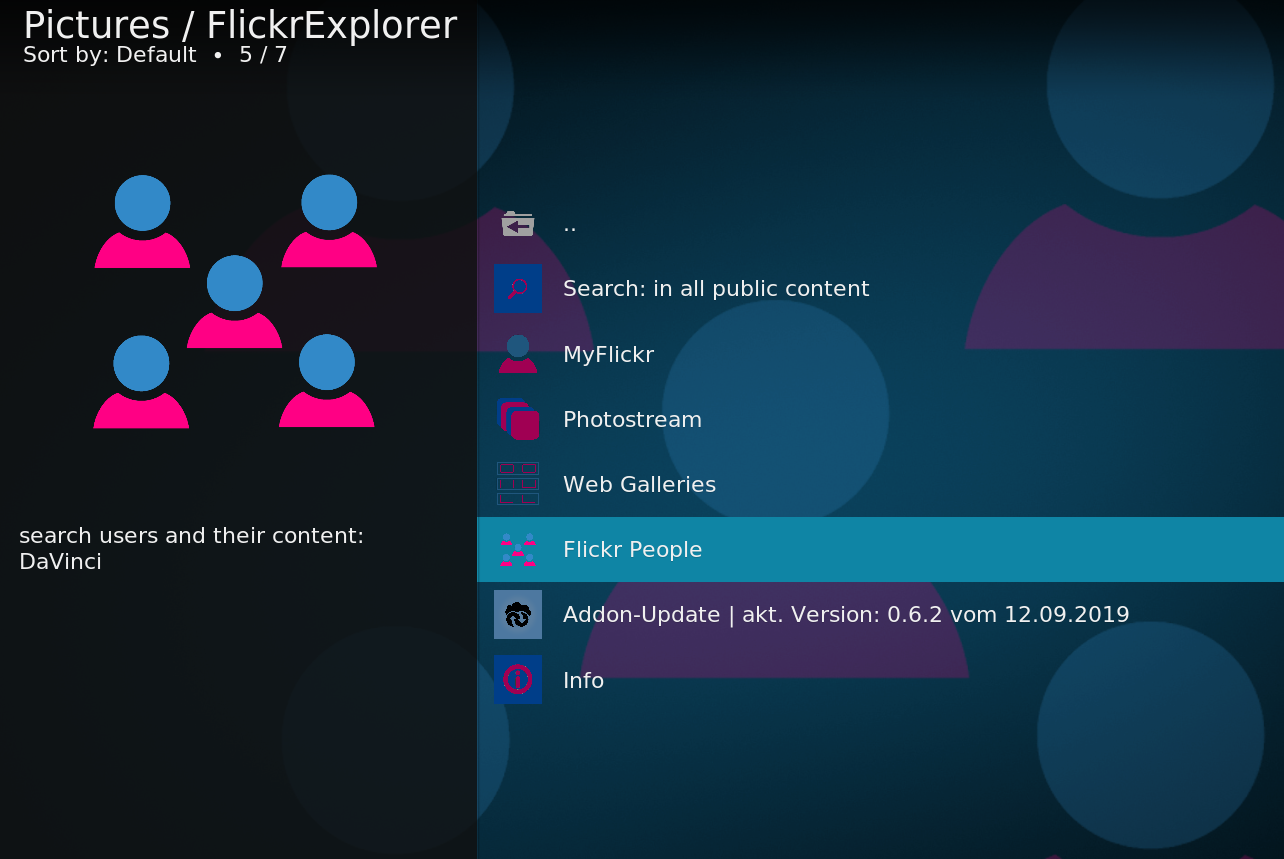 Pictures / FlickrExplorer
Sort by: Default • 5 / 7
search users and their content:
DaVinci
..
Search: in all public content
MyFlickr
Photostream
Web Galleries
Flickr People
Addon-Update | akt. Version: 0.6.2 vom 12.09.2019
Info